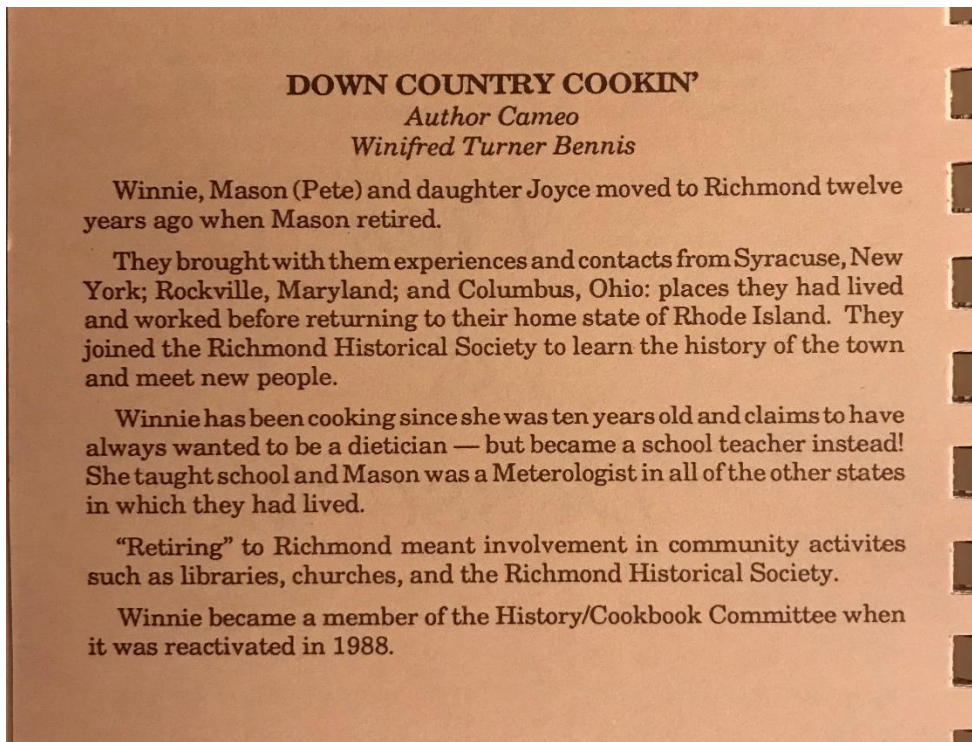 DOWN COUNTRY COOKIN'
Author Cameo
Winifred Turner Bennis
Winnie, Mason (Pete) and daughter Joyce moved to Richmond twelve
years ago when Mason retired.
They brought with them experiences and contacts from Syracuse, New
York; Rockville, Maryland; and Columbus, Ohio: places they had lived
and worked before returning to their home state of Rhode Island. They
joined the Richmond Historical Society to learn the history of the town
and meet new people.
Winnie has been cooking since she was ten years old and claims to have
always wanted to be a dietician — but became a school teacher instead!
She taught school and Mason was a Meterologist in all of the other states
in which they had lived.
"Retiring" to Richmond meant involvement in community activites
such as libraries, churches, and the Richmond Historical Society.
Winnie became a member of the History/Cookbook Committee when
it was reactivated in 1988.